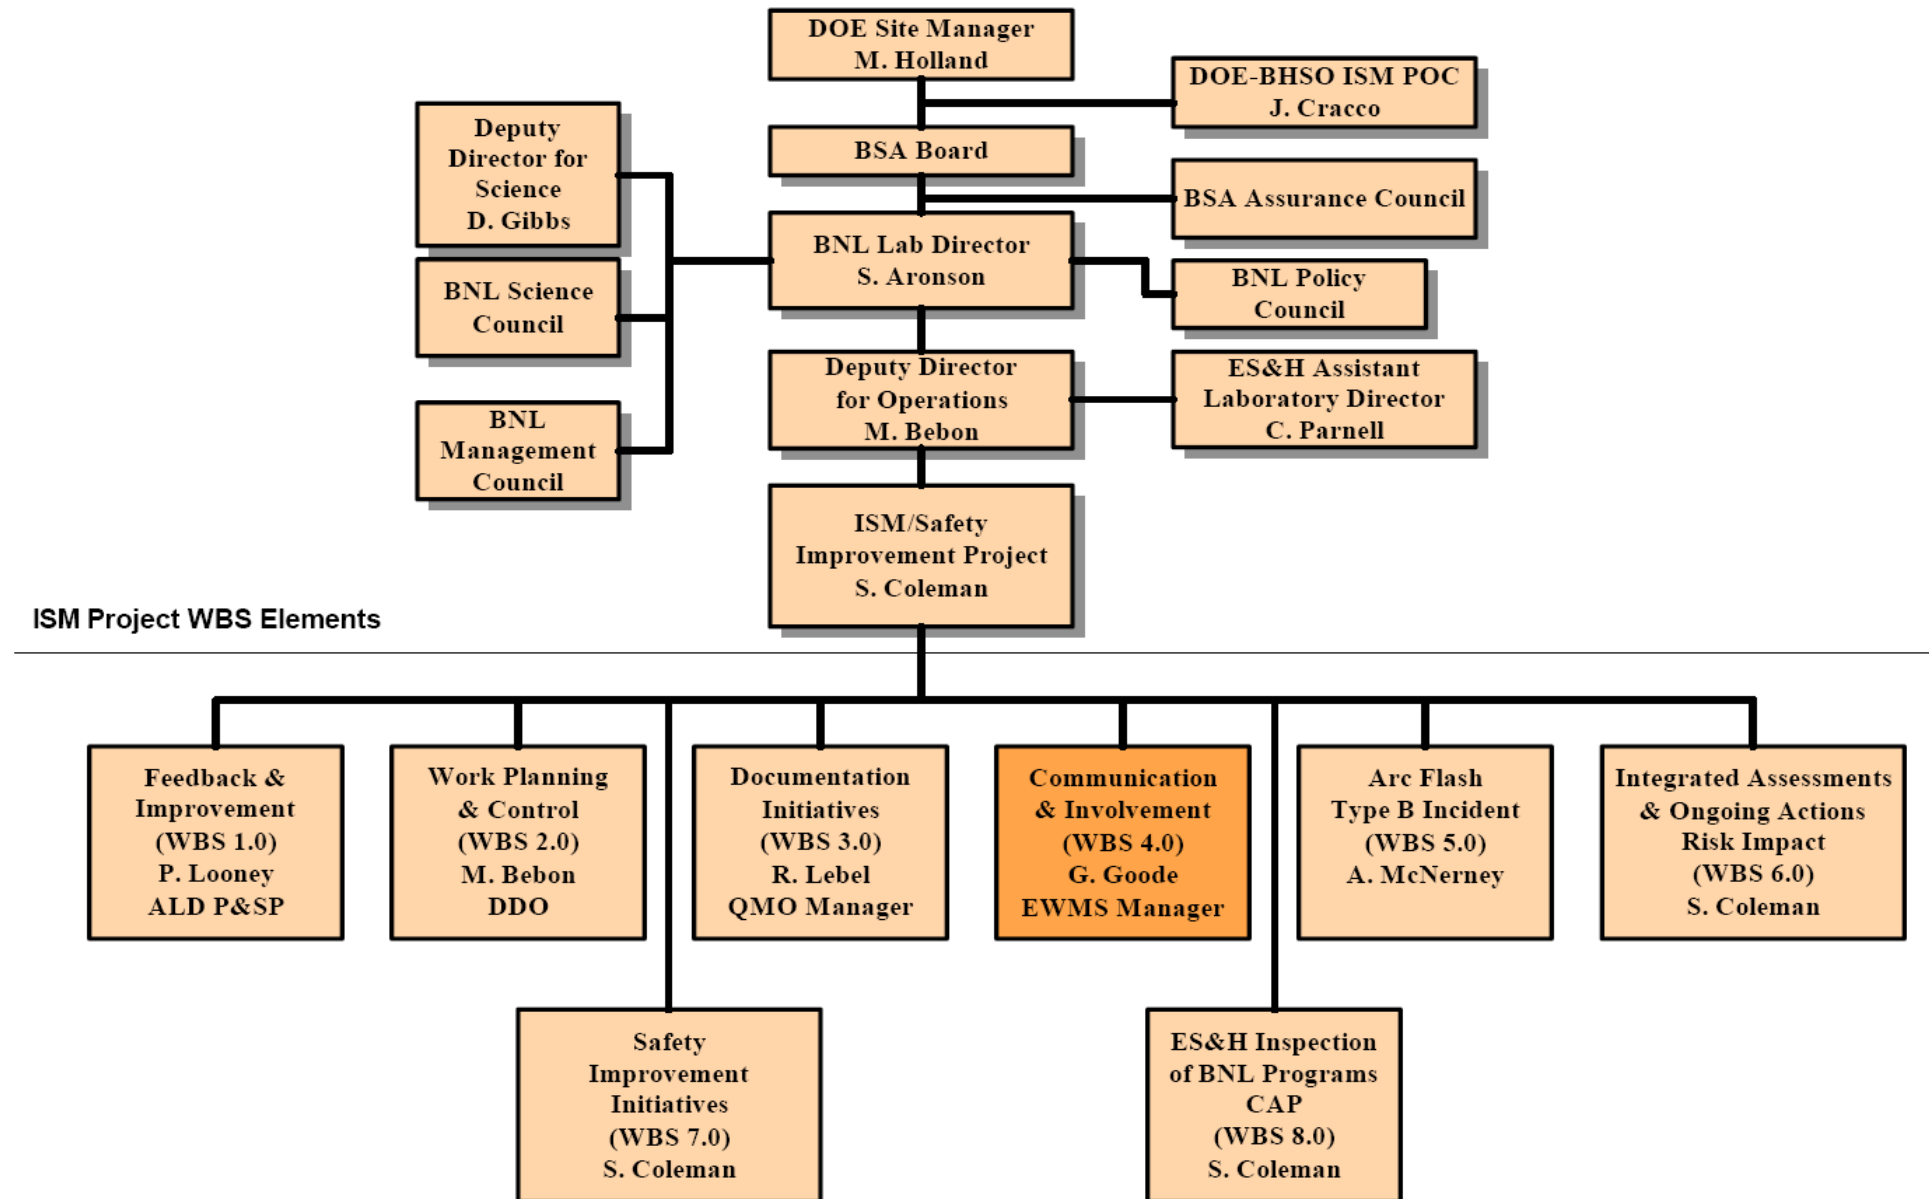 DOE Site Manager
M. Holland
DOE-BHSO ISM POC
J. Cracco
Deputy
Director for
Science
D. Gibbs
BSA Board
BSA Assurance Council
BNL Lab Director
S. Aronson
BNL Science
Council
BNL Policy
Council
Deputy Director
for Operations
M. Bebon
ES&H Assistant
Laboratory Director
C. Parnell
BNL
Management
Council
ISM/Safety
Improvement Project
S. Coleman
ISM Project WBS Elements
Feedback &
Improvement
(WBS 1.0)
P. Looney
ALD P&SP
Work Planning
& Control
(WBS 2.0)
M. Bebon
DDO
Documentation
Initiatives
(WBS 3.0)
R. Lebel
QMO Manager
Communication
& Involvement
(WBS 4.0)
G. Goode
EWMS Manager
Arc Flash
Type B Incident
(WBS 5.0)
A. McNerney
Integrated Assessments
& Ongoing Actions
Risk Impact
(WBS 6.0)
S. Coleman
Safety
Improvement
Initiatives
(WBS 7.0)
S. Coleman
ES&H Inspection
of BNL Programs
CAP
(WBS 8.0)
S. Coleman